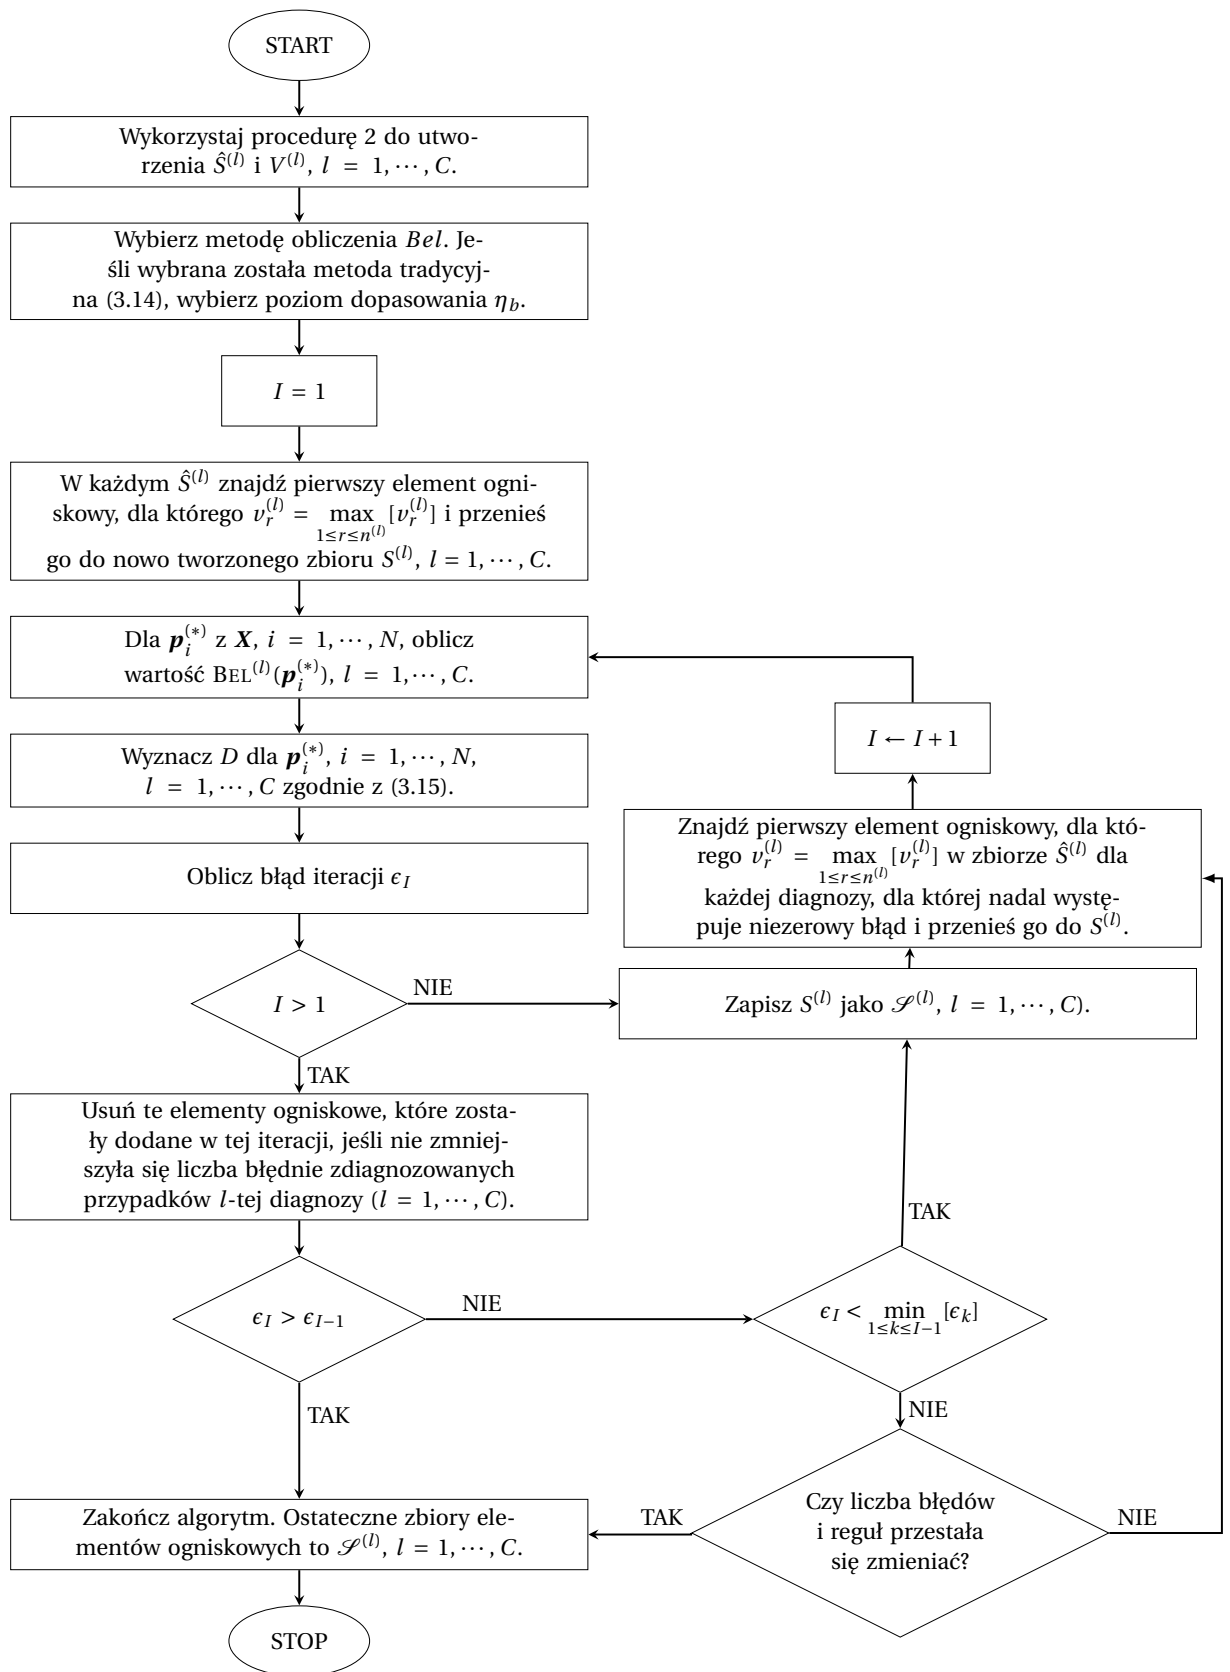 START
Wykorzystaj procedurę 2 do utwo-
rzenia Ŝ^(l) i V^(l), l = 1, ⋯, C.
Wybierz metodę obliczenia Bel. Je-
śli wybrana została metoda tradycyj-
na (3.14), wybierz poziom dopasowania η_b.
I = 1
W każdym Ŝ^(l) znajdź pierwszy element ogni-
skowy, dla którego v_r^(l) = max_{1≤r≤n^(l)} [v_r^(l)] i przenieś
go do nowo tworzonego zbioru S^(l), l = 1, ⋯, C.
Dla p_i^(∗) z X, i = 1, ⋯, N, oblicz
wartość BEL^(l)(p_i^(∗)), l = 1, ⋯, C.
Wyznacz D dla p_i^(∗), i = 1, ⋯, N,
l = 1, ⋯, C zgodnie z (3.15).
Oblicz błąd iteracji ϵ_I
I > 1
NIE
TAK
Usuń te elementy ogniskowe, które zosta-
ły dodane w tej iteracji, jeśli nie zmniej-
szyła się liczba błędnie zdiagnozowanych
przypadków l-tej diagnozy (l = 1, ⋯, C).
ϵ_I > ϵ_{I−1}
NIE
TAK
Zakończ algorytm. Ostateczne zbiory ele-
mentów ogniskowych to 𝒮^(l), l = 1, ⋯, C.
STOP
I ← I + 1
Znajdź pierwszy element ogniskowy, dla któ-
rego v_r^(l) = max_{1≤r≤n^(l)} [v_r^(l)] w zbiorze Ŝ^(l) dla
każdej diagnozy, dla której nadal wystę-
puje niezerowy błąd i przenieś go do S^(l).
Zapisz S^(l) jako 𝒮^(l), l = 1, ⋯, C).
TAK
ϵ_I < min_{1≤k≤I−1} [ϵ_k]
NIE
Czy liczba błędów
i reguł przestała
się zmieniać?
TAK
NIE